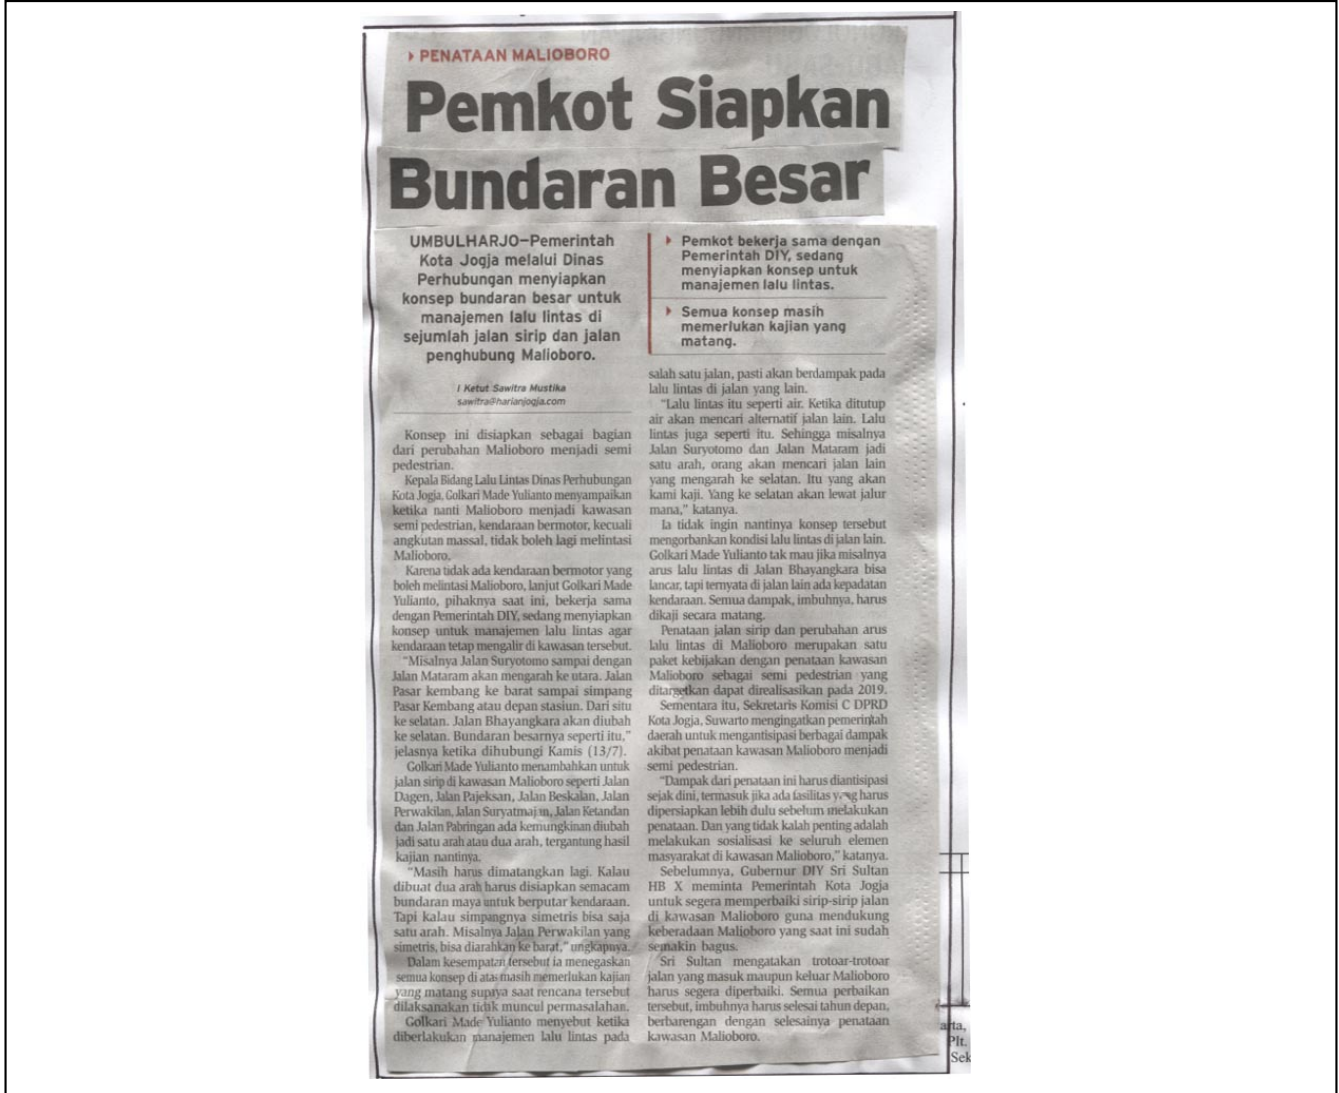 PENATAAN MALIOBORO
Pemkot Siapkan
Bundaran Besar
UMBULHARJO—Pemerintah
Kota Jogja melalui Dinas
Perhubungan menyiapkan
konsep bundaran besar untuk
manajemen lalu lintas di
sejumlah jalan sirip dan jalan
penghubung Malioboro.
I Ketut Sawitra Mustika
sawitra@harianjogja.com
Konsep ini disiapkan sebagai bagian
dari perubahan Malioboro menjadi semi
pedestrian.
Kepala Bidang Lalu Lintas Dinas Perhubungan
Kota Jogja, Golkari Made Yulianto menyampaikan
ketika nanti Malioboro menjadi kawasan
semi pedestrian, kendaraan bermotor, kecuali
angkutan massal, tidak boleh lagi melintasi
Malioboro.
Karena tidak ada kendaraan bermotor yang
boleh melintasi Malioboro, lanjut Golkari Made
Yulianto, pihaknya saat ini, bekerja sama
dengan Pemerintah DIY, sedang menyiapkan
konsep untuk manajemen lalu lintas agar
kendaraan tetap mengalir di kawasan tersebut.
"Misalnya Jalan Suryotomo sampai dengan
Jalan Mataram akan mengarah ke utara. Jalan
Pasar kembang ke barat sampai simpang
Pasar Kembang atau depan stasiun. Dari situ
ke selatan. Jalan Bhayangkara akan diubah
ke selatan. Bundaran besarnya seperti itu,"
jelasnya ketika dihubungi Kamis (13/7).
Golkari Made Yulianto menambahkan untuk
jalan sirip di kawasan Malioboro seperti Jalan
Dagen, Jalan Pajeksan, Jalan Beskalan, Jalan
Perwakilan, Jalan Suryatmajan, Jalan Ketandan
dan Jalan Pabringan ada kemungkinan diubah
jadi satu arah atau dua arah, tergantung hasil
kajian nantinya.
"Masih harus dimatangkan lagi. Kalau
dibuat dua arah harus disiapkan semacam
bundaran maya untuk berputar kendaraan.
Tapi kalau simpangnya simetris bisa saja
satu arah. Misalnya Jalan Perwakilan yang
simetris, bisa diarahkan ke barat," ungkapnya.
Dalam kesempatan tersebut ia menegaskan
semua konsep di atas masih memerlukan kajian
yang matang supaya saat rencana tersebut
dilaksanakan tidak muncul permasalahan.
Golkari Made Yulianto menyebut ketika
diberlakukan manajemen lalu lintas pada
Pemkot bekerja sama dengan
Pemerintah DIY, sedang
menyiapkan konsep untuk
manajemen lalu lintas.
Semua konsep masih
memerlukan kajian yang
matang.
salah satu jalan, pasti akan berdampak pada
lalu lintas di jalan yang lain.
"Lalu lintas itu seperti air. Ketika ditutup
air akan mencari alternatif jalan lain. Lalu
lintas juga seperti itu. Sehingga misalnya
Jalan Suryotomo dan Jalan Mataram jadi
satu arah, orang akan mencari jalan lain
yang mengarah ke selatan. Itu yang akan
kami kaji. Yang ke selatan akan lewat jalur
mana," katanya.
Ia tidak ingin nantinya konsep tersebut
mengorbankan kondisi lalu lintas di jalan lain.
Golkari Made Yulianto tak mau jika misalnya
arus lalu lintas di Jalan Bhayangkara bisa
lancar, tapi ternyata di jalan lain ada kepadatan
kendaraan. Semua dampak, imbuhnya, harus
dikaji secara matang.
Penataan jalan sirip dan perubahan arus
lalu lintas di Malioboro merupakan satu
paket kebijakan dengan penataan kawasan
Malioboro sebagai semi pedestrian yang
ditargetkan dapat direalisasikan pada 2019.
Sementara itu, Sekretaris Komisi C DPRD
Kota Jogja, Suwarto mengingatkan pemerintah
daerah untuk mengantisipasi berbagai dampak
akibat penataan kawasan Malioboro menjadi
semi pedestrian.
"Dampak dari penataan ini harus diantisipasi
sejak dini, termasuk jika ada fasilitas yang harus
dipersiapkan lebih dulu sebelum melakukan
penataan. Dan yang tidak kalah penting adalah
melakukan sosialisasi ke seluruh elemen
masyarakat di kawasan Malioboro," katanya.
Sebelumnya, Gubernur DIY Sri Sultan
HB X meminta Pemerintah Kota Jogja
untuk segera memperbaiki sirip-sirip jalan
di kawasan Malioboro guna mendukung
keberadaan Malioboro yang saat ini sudah
semakin bagus.
Sri Sultan mengatakan trotoar-trotoar
jalan yang masuk maupun keluar Malioboro
harus segera diperbaiki. Semua perbaikan
tersebut, imbuhnya harus selesai tahun depan,
berbarengan dengan selesainya penataan
kawasan Malioboro.
arta,
Plt.
Sek